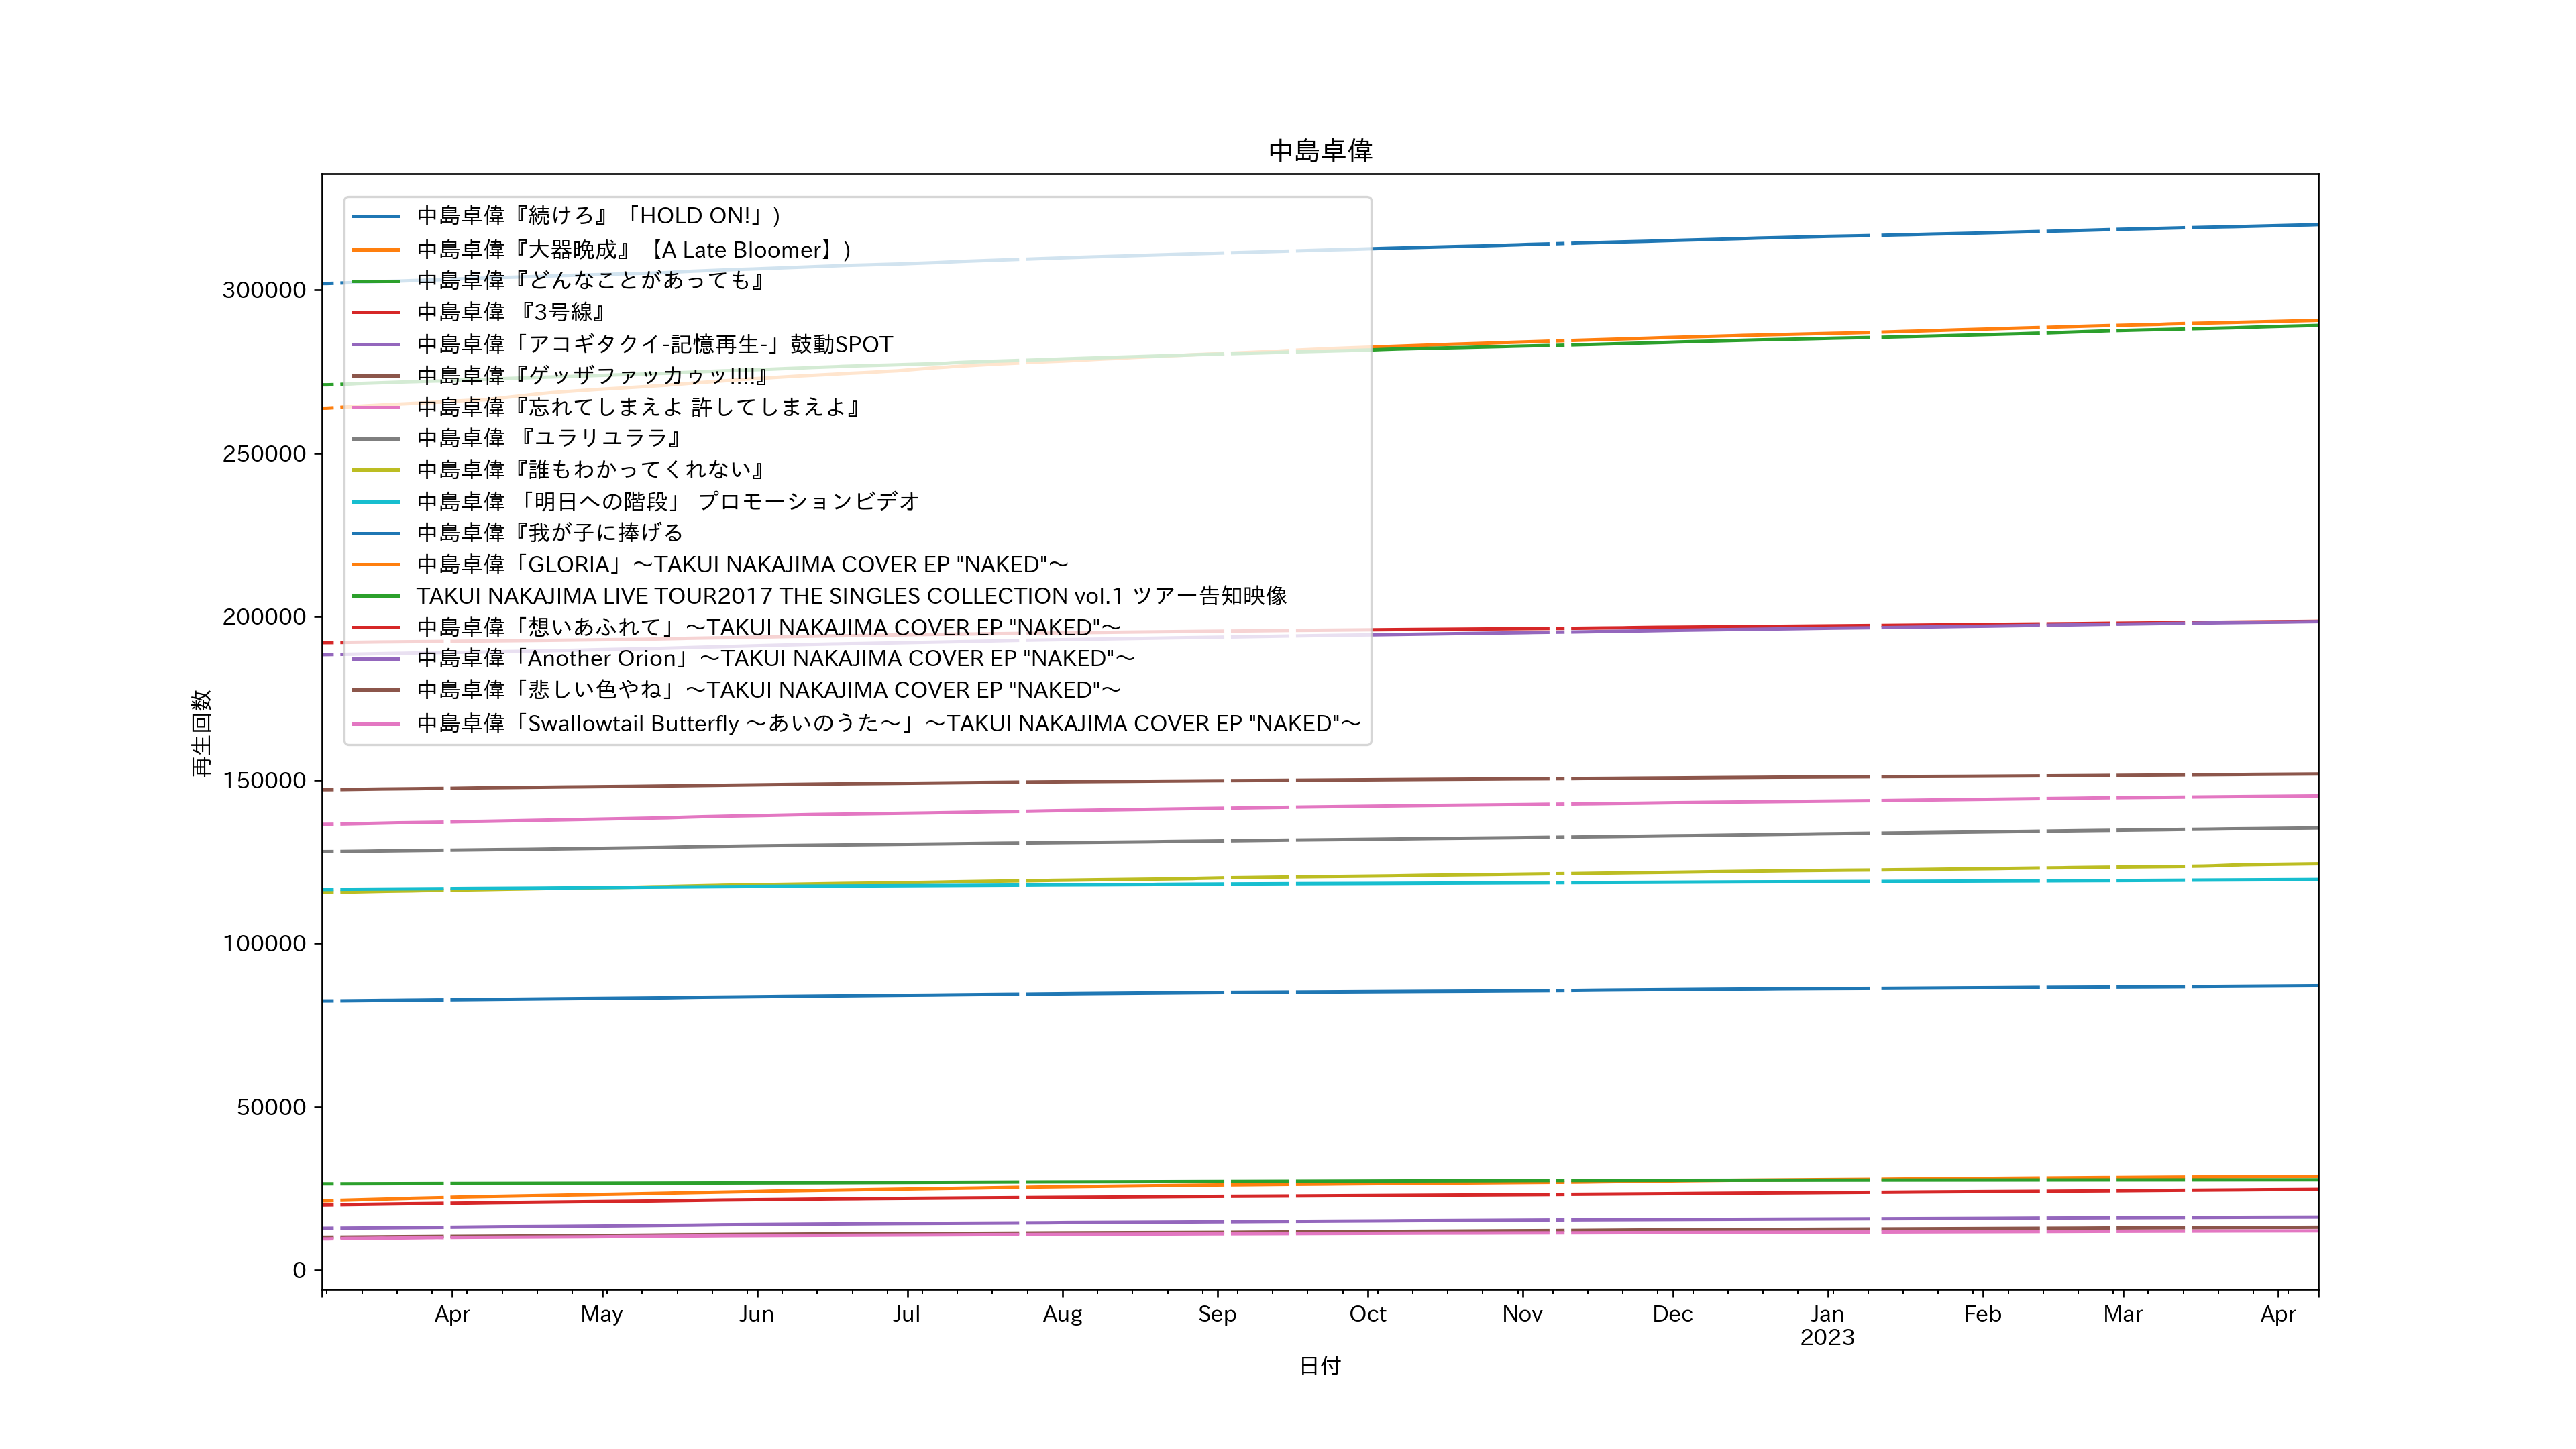 中島卓偉
中島卓偉『続けろ』「HOLD ON!」)
中島卓偉『大器晩成』【A Late Bloomer】)
中島卓偉『どんなことがあっても』
中島卓偉 『3号線』
中島卓偉「アコギタクイ-記憶再生-」鼓動SPOT
中島卓偉『ゲッザファッカゥッ!!!!』
中島卓偉『忘れてしまえよ 許してしまえよ』
中島卓偉 『ユラリユララ』
中島卓偉『誰もわかってくれない』
中島卓偉 「明日への階段」 プロモーションビデオ
中島卓偉『我が子に捧げる
中島卓偉「GLORIA」～TAKUI NAKAJIMA COVER EP "NAKED"～
TAKUI NAKAJIMA LIVE TOUR2017 THE SINGLES COLLECTION vol.1 ツアー告知映像
中島卓偉「想いあふれて」～TAKUI NAKAJIMA COVER EP "NAKED"～
中島卓偉「Another Orion」～TAKUI NAKAJIMA COVER EP "NAKED"～
中島卓偉「悲しい色やね」～TAKUI NAKAJIMA COVER EP "NAKED"～
中島卓偉「Swallowtail Butterfly ～あいのうた～」～TAKUI NAKAJIMA COVER EP "NAKED"～
300000
250000
200000
150000
100000
50000
0
再生回数
Apr May Jun Jul Aug Sep Oct Nov Dec Jan Feb Mar Apr
2023
日付